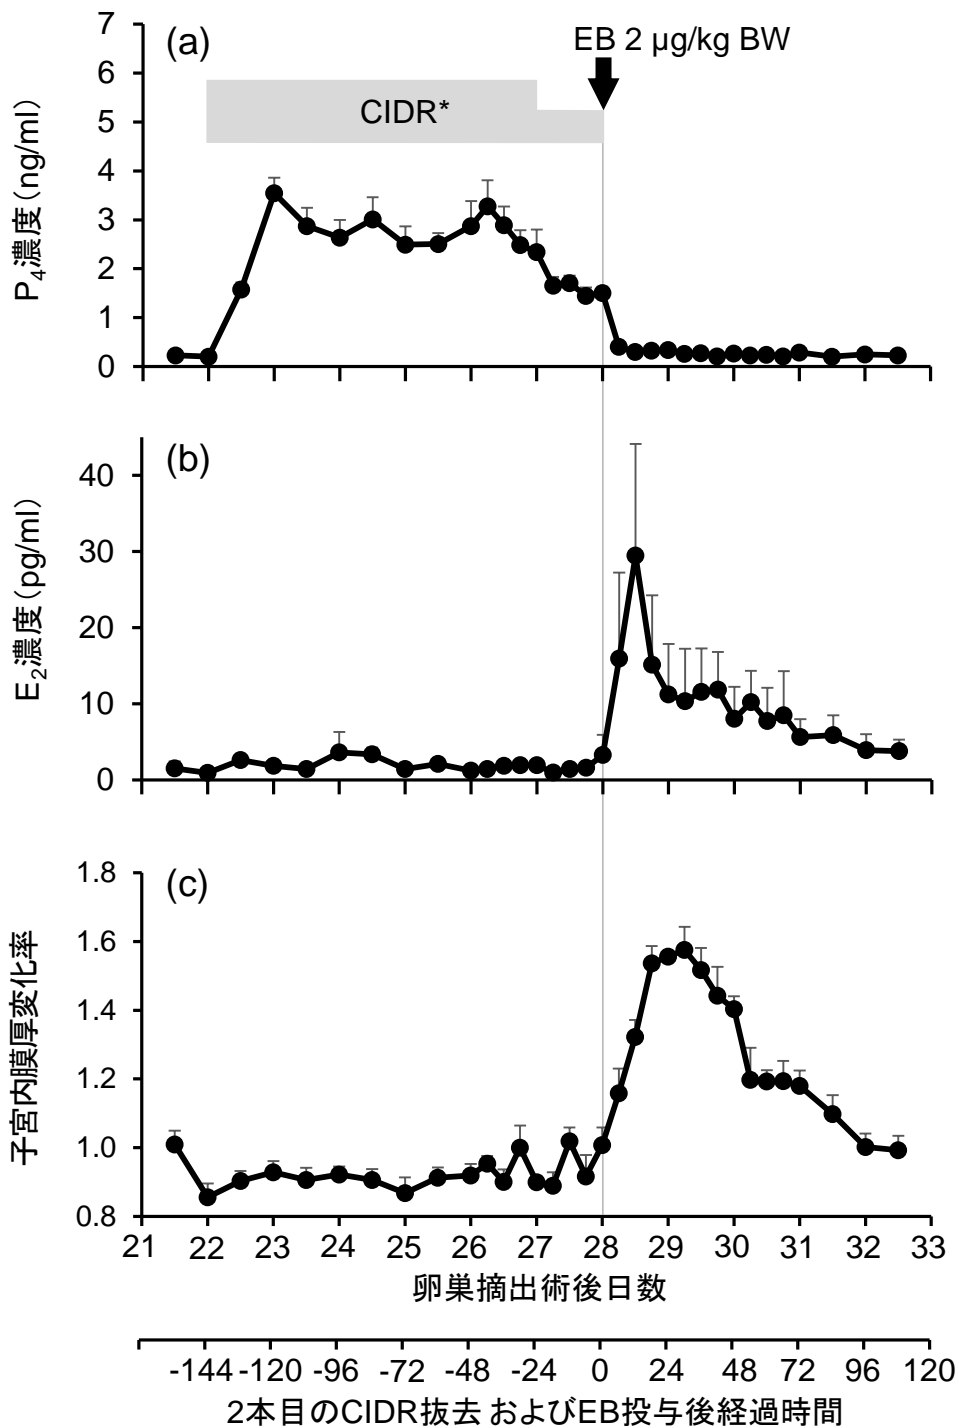 (a)
EB 2 µg/kg BW
CIDR*
P4濃度（ng/ml）
7
6
5
4
3
2
1
0
(b)
E2濃度（pg/ml）
40
30
20
10
0
(c)
子宮内膜厚変化率
1.8
1.6
1.4
1.2
1.0
0.8
21 22 23 24 25 26 27 28 29 30 31 32 33
卵巣摘出術後日数
-144 -120 -96 -72 -48 -24 0 24 48 72 96 120
2本目のCIDR抜去 およびEB投与後経過時間